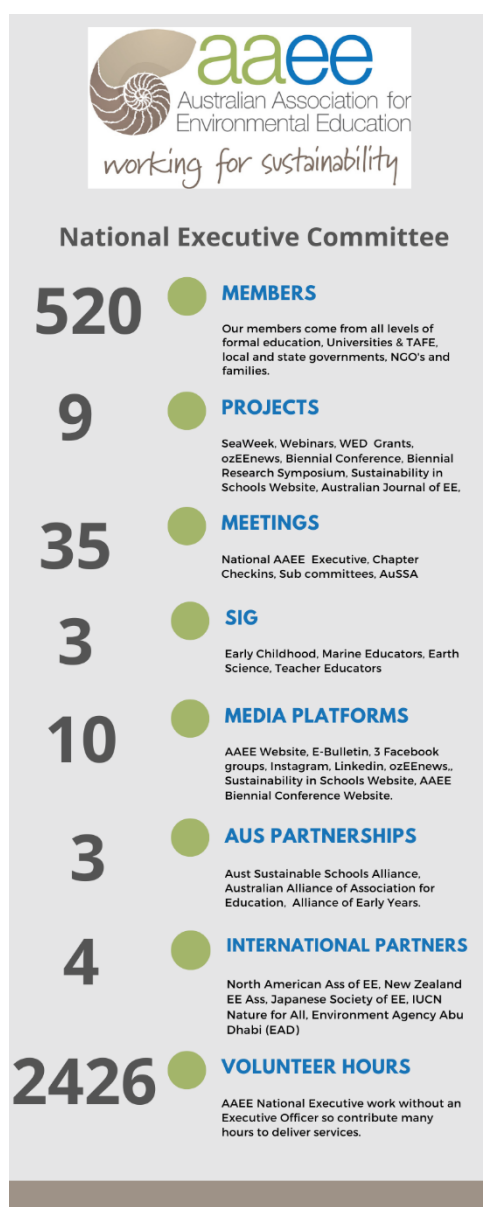 aaee
Australian Association for
Environmental Education
working for sustainability
National Executive Committee
520
MEMBERS
Our members come from all levels of
formal education, Universities & TAFE,
local and state governments, NGO's and
families.
9
PROJECTS
SeaWeek, Webinars, WED Grants,
ozEEnews, Biennial Conference, Biennial
Research Symposium, Sustainability in
Schools Website, Australian Journal of EE,
35
MEETINGS
National AAEE Executive, Chapter
Checkins, Sub committees, AuSSA
3
SIG
Early Childhood, Marine Educators, Earth
Science, Teacher Educators
10
MEDIA PLATFORMS
AAEE Website, E-Bulletin, 3 Facebook
groups, Instagram, Linkedin, ozEEnews,,
Sustainability in Schools Website, AAEE
Biennial Conference Website.
3
AUS PARTNERSHIPS
Aust Sustainable Schools Alliance,
Australian Alliance of Association for
Education, Alliance of Early Years.
4
INTERNATIONAL PARTNERS
North American Ass of EE, New Zealand
EE Ass, Japanese Society of EE, IUCN
Nature for All, Environment Agency Abu
Dhabi (EAD)
2426
VOLUNTEER HOURS
AAEE National Executive work without an
Executive Officer so contribute many
hours to deliver services.